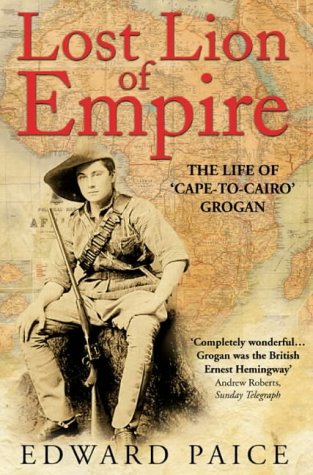 Lost Lion
of
Empire
THE LIFE OF
‘CAPE-TO-CAIRO’
GROGAN
‘Completely wonderful...
Grogan was the British
Ernest Hemingway’
Andrew Roberts,
Sunday Telegraph
EDWARD PAICE